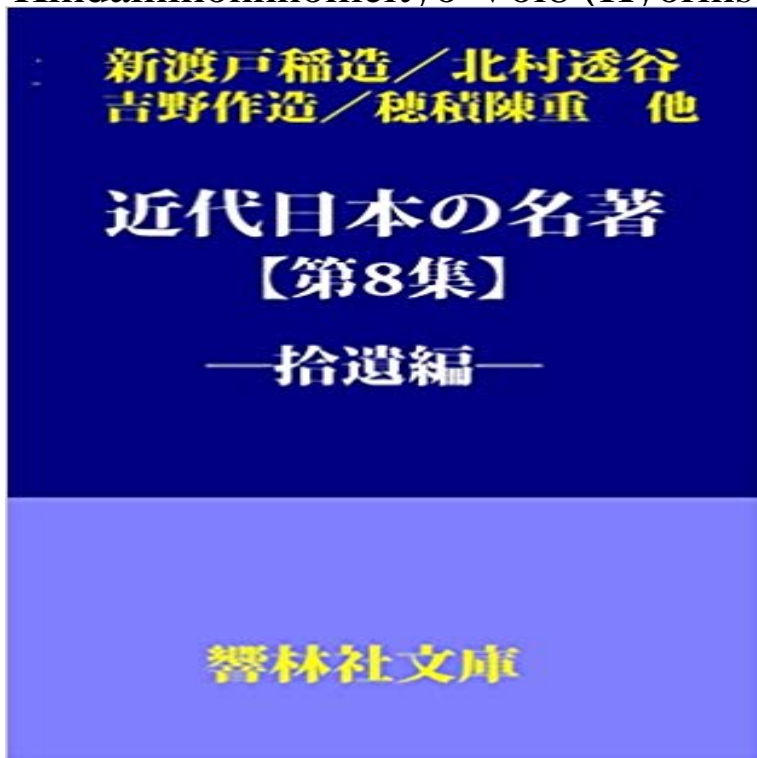 新渡戸稲造／北村透谷
吉野作造／穂積陳重　他
近代日本の名著
【第8集】
―拾遺編―
響林社文庫